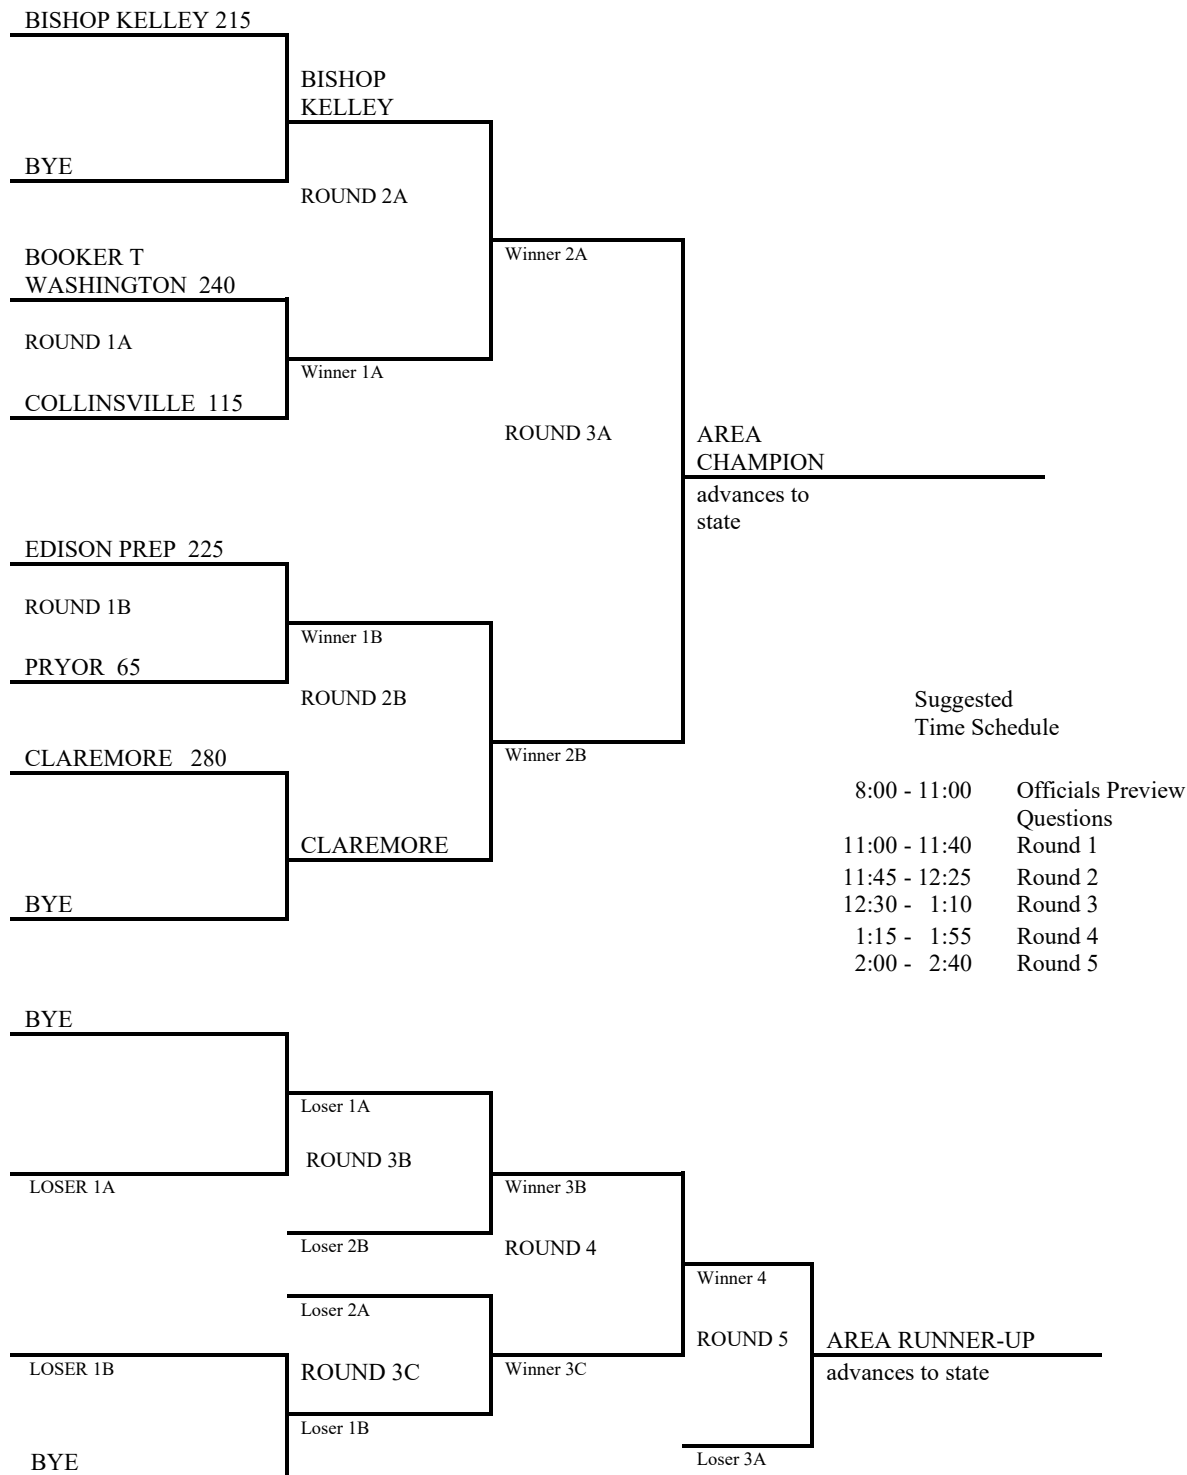 BISHOP KELLEY 215
BISHOP
KELLEY
BYE
ROUND 2A
BOOKER T
WASHINGTON  240
Winner 2A
ROUND 1A
Winner 1A
COLLINSVILLE  115
ROUND 3A
AREA
CHAMPION
advances to
state
EDISON PREP  225
ROUND 1B
Winner 1B
PRYOR  65
ROUND 2B
CLAREMORE   280
Winner 2B
CLAREMORE
BYE
Suggested
Time Schedule
8:00 - 11:00 Officials Preview
Questions
11:00 - 11:40 Round 1
11:45 - 12:25 Round 2
12:30 -  1:10 Round 3
1:15 -  1:55 Round 4
2:00 -  2:40 Round 5
BYE
Loser 1A
ROUND 3B
LOSER 1A
Winner 3B
Loser 2B
ROUND 4
Winner 4
Loser 2A
ROUND 5
AREA RUNNER-UP
advances to state
LOSER 1B
ROUND 3C
Winner 3C
Loser 1B
BYE
Loser 3A